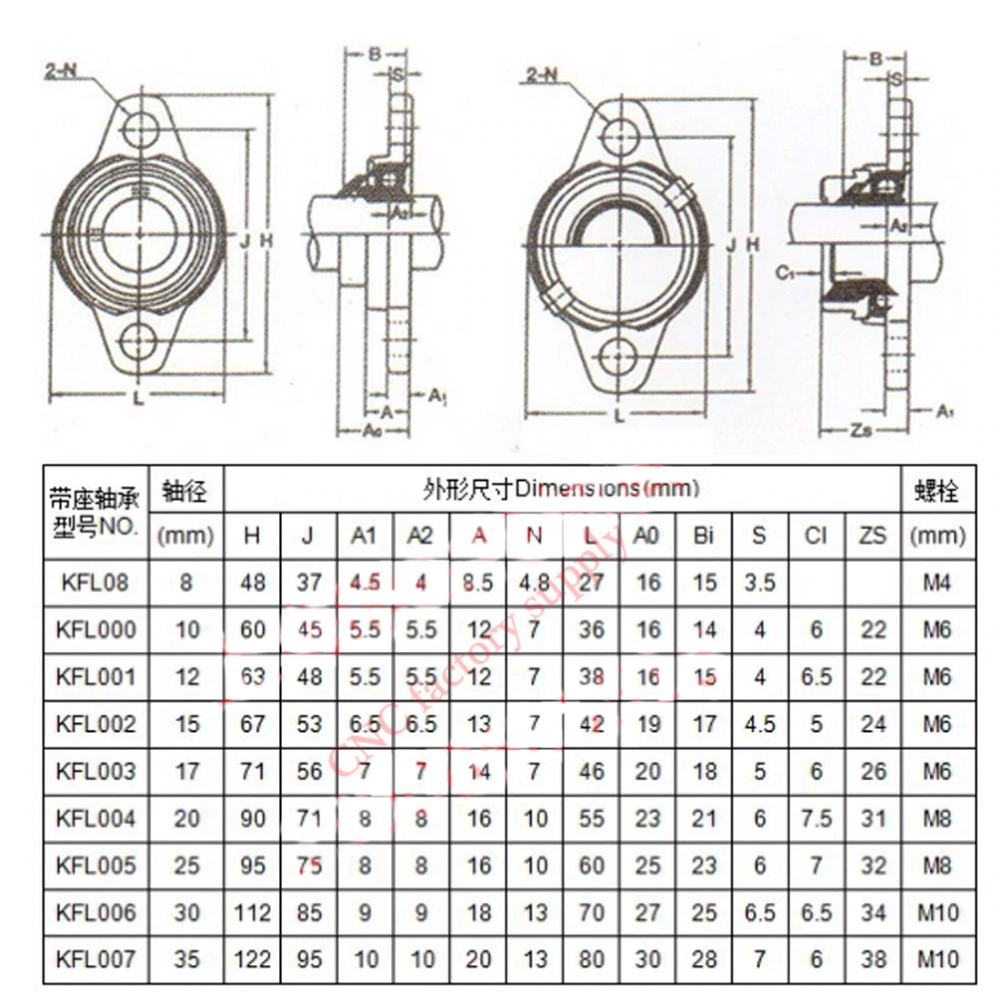 B
S
2-N
A₂
J
H
L
A₁
A
A₀
B
S
2-N
A₂
C₁
J
H
L
A₁
Zs
带座轴承 轴径 外形尺寸Dimensions(mm) 螺栓
型号NO. (mm) H J A1 A2 A N L A0 Bi S CI ZS (mm)
KFL08 8 48 37 4.5 4 8.5 4.8 27 16 15 3.5 M4
KFL000 10 60 45 5.5 5.5 12 7 36 16 14 4 6 22 M6
KFL001 12 63 48 5.5 5.5 12 7 38 16 15 4 6.5 22 M6
KFL002 15 67 53 6.5 6.5 13 7 42 19 17 4.5 5 24 M6
KFL003 17 71 56 7 7 14 7 46 20 18 5 6 26 M6
KFL004 20 90 71 8 8 16 10 55 23 21 6 7.5 31 M8
KFL005 25 95 75 8 8 16 10 60 25 23 6 7 32 M8
KFL006 30 112 85 9 9 18 13 70 27 25 6.5 6.5 34 M10
KFL007 35 122 95 10 10 20 13 80 30 28 7 6 38 M10
CNC factory supply